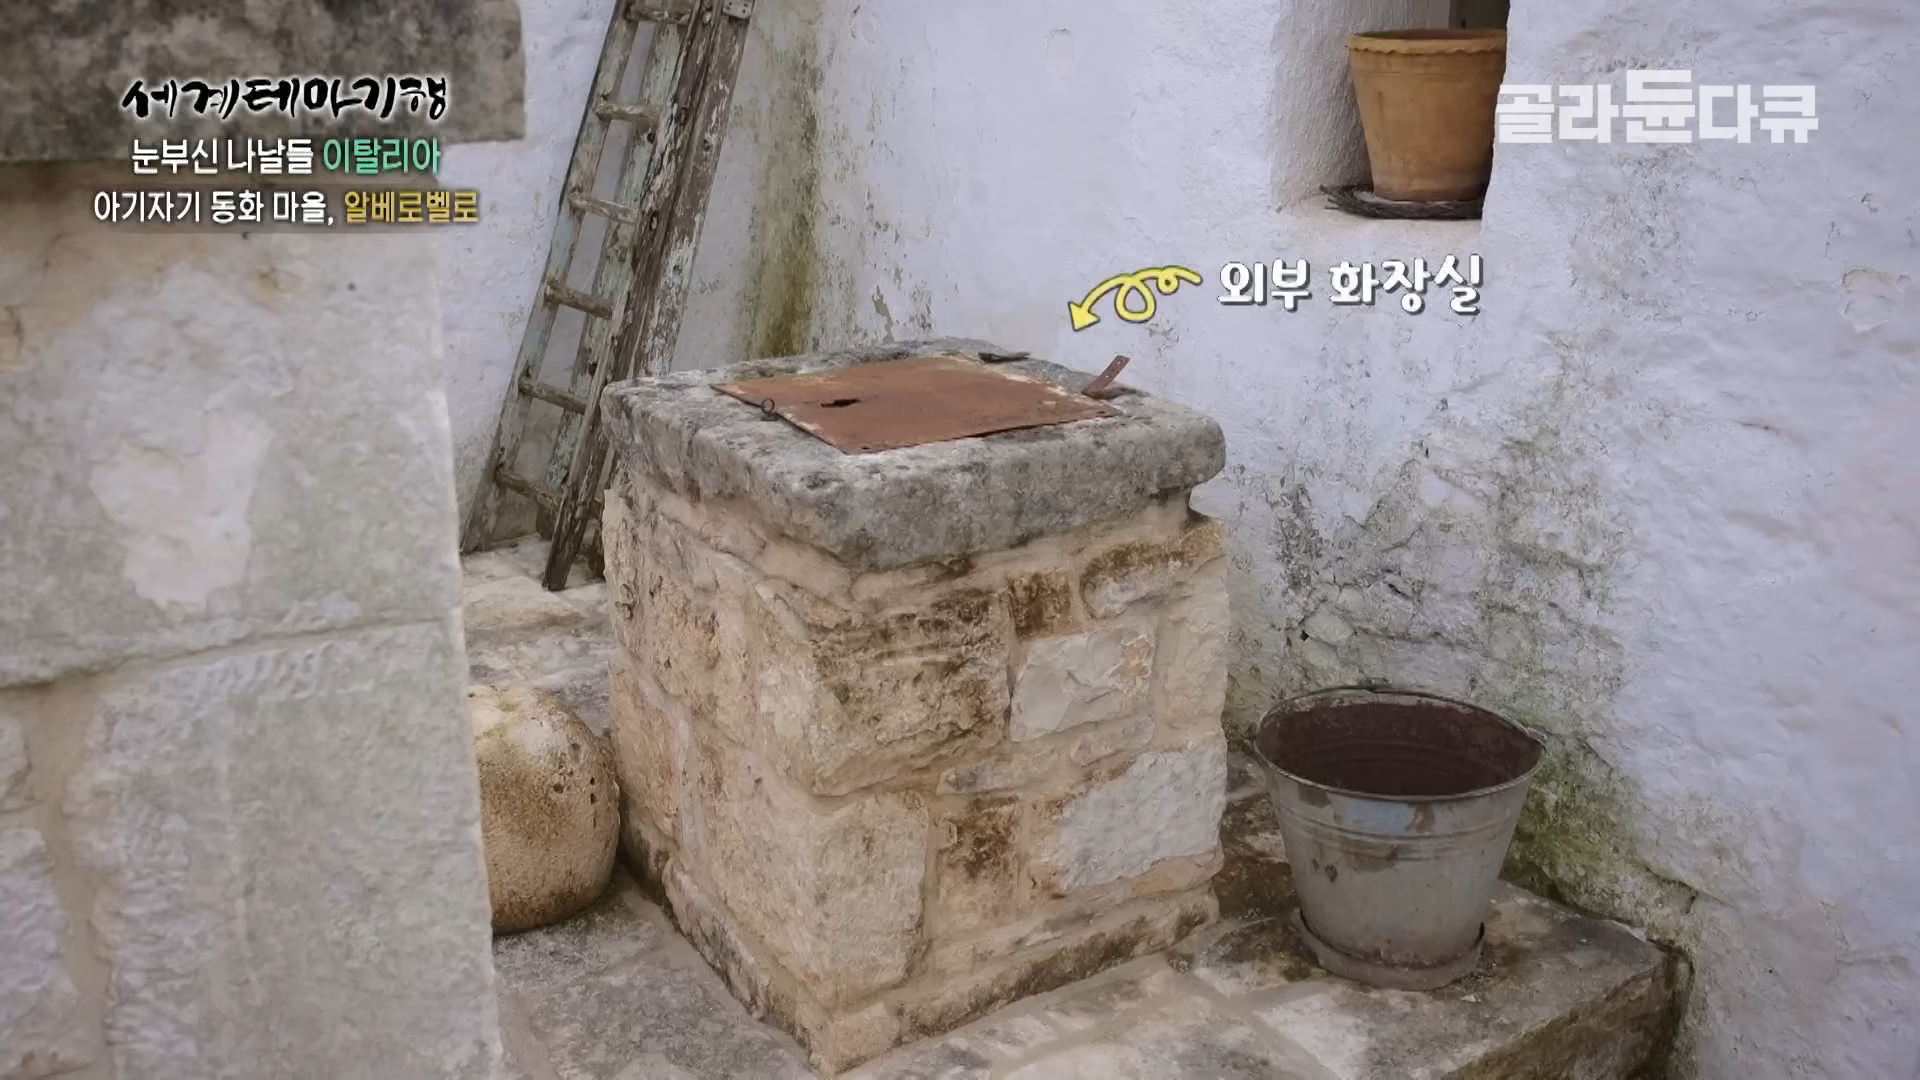 세계테마기행
눈부신 나날들 이탈리아
아기자기 동화 마을, 알베로벨로
골라둔다큐
외부 화장실